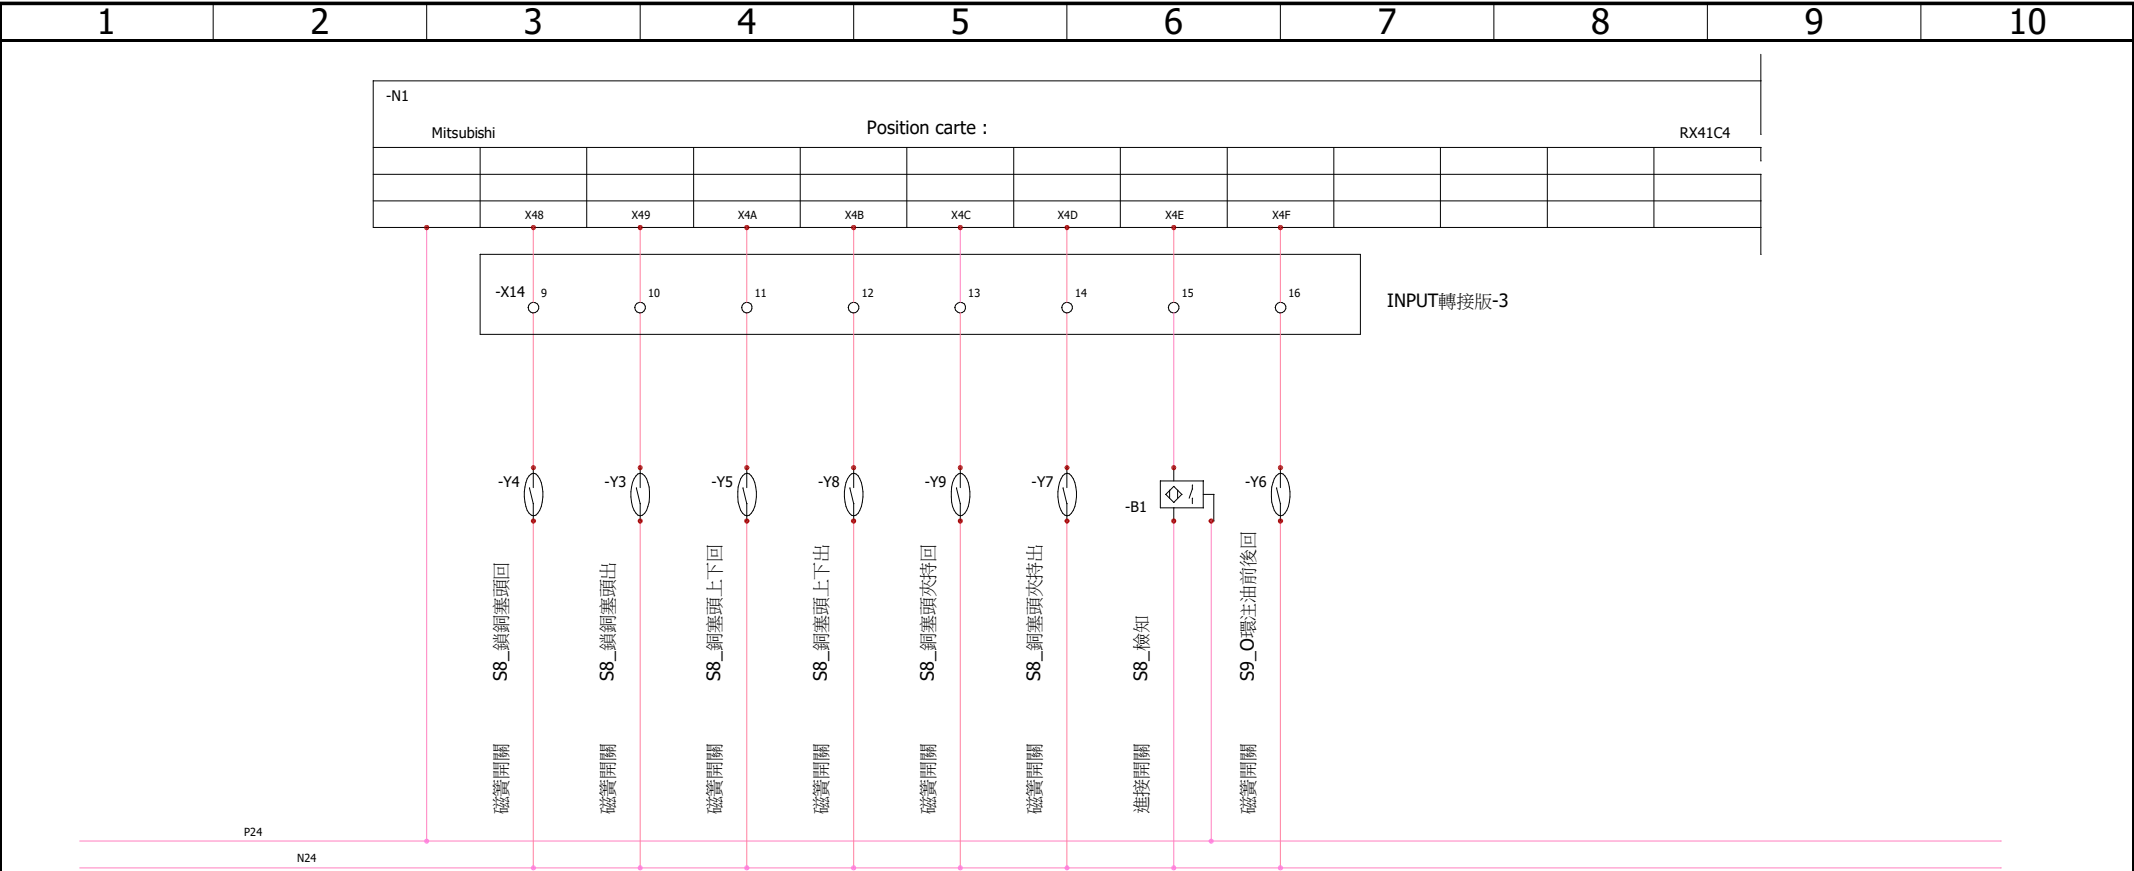 1 2 3 4 5 6 7 8 9 10
-N1
Mitsubishi Position carte : RX41C4
X48 X49 X4A X4B X4C X4D X4E X4F
-X14 9 10 11 12 13 14 15 16
INPUT轉接版-3
-Y4 -Y3 -Y5 -Y8 -Y9 -Y7 -B1 -Y6
S8_鎖銅塞頭回
S8_鎖銅塞頭出
S8_銅塞頭上下回
S8_銅塞頭上下出
S8_銅塞頭夾持回
S8_銅塞頭夾持出
S8_檢知
S9_O環注油前後回
磁簧開關
磁簧開關
磁簧開關
磁簧開關
磁簧開關
磁簧開關
進接開關
磁簧開關
P24
N24